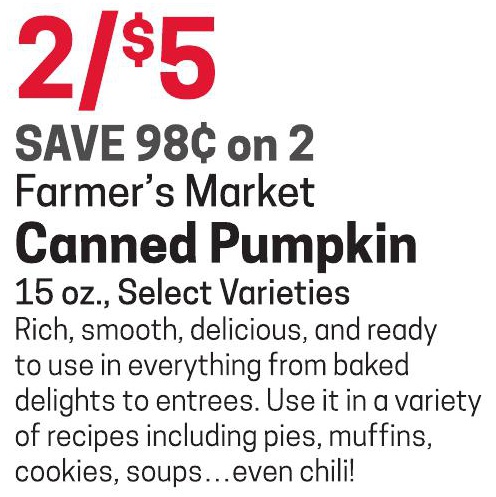 2/$5
SAVE 98¢ on 2
Farmer's Market
Canned Pumpkin
15 oz., Select Varieties
Rich, smooth, delicious, and ready
to use in everything from baked
delights to entrees. Use it in a variety
of recipes including pies, muffins,
cookies, soups...even chili!